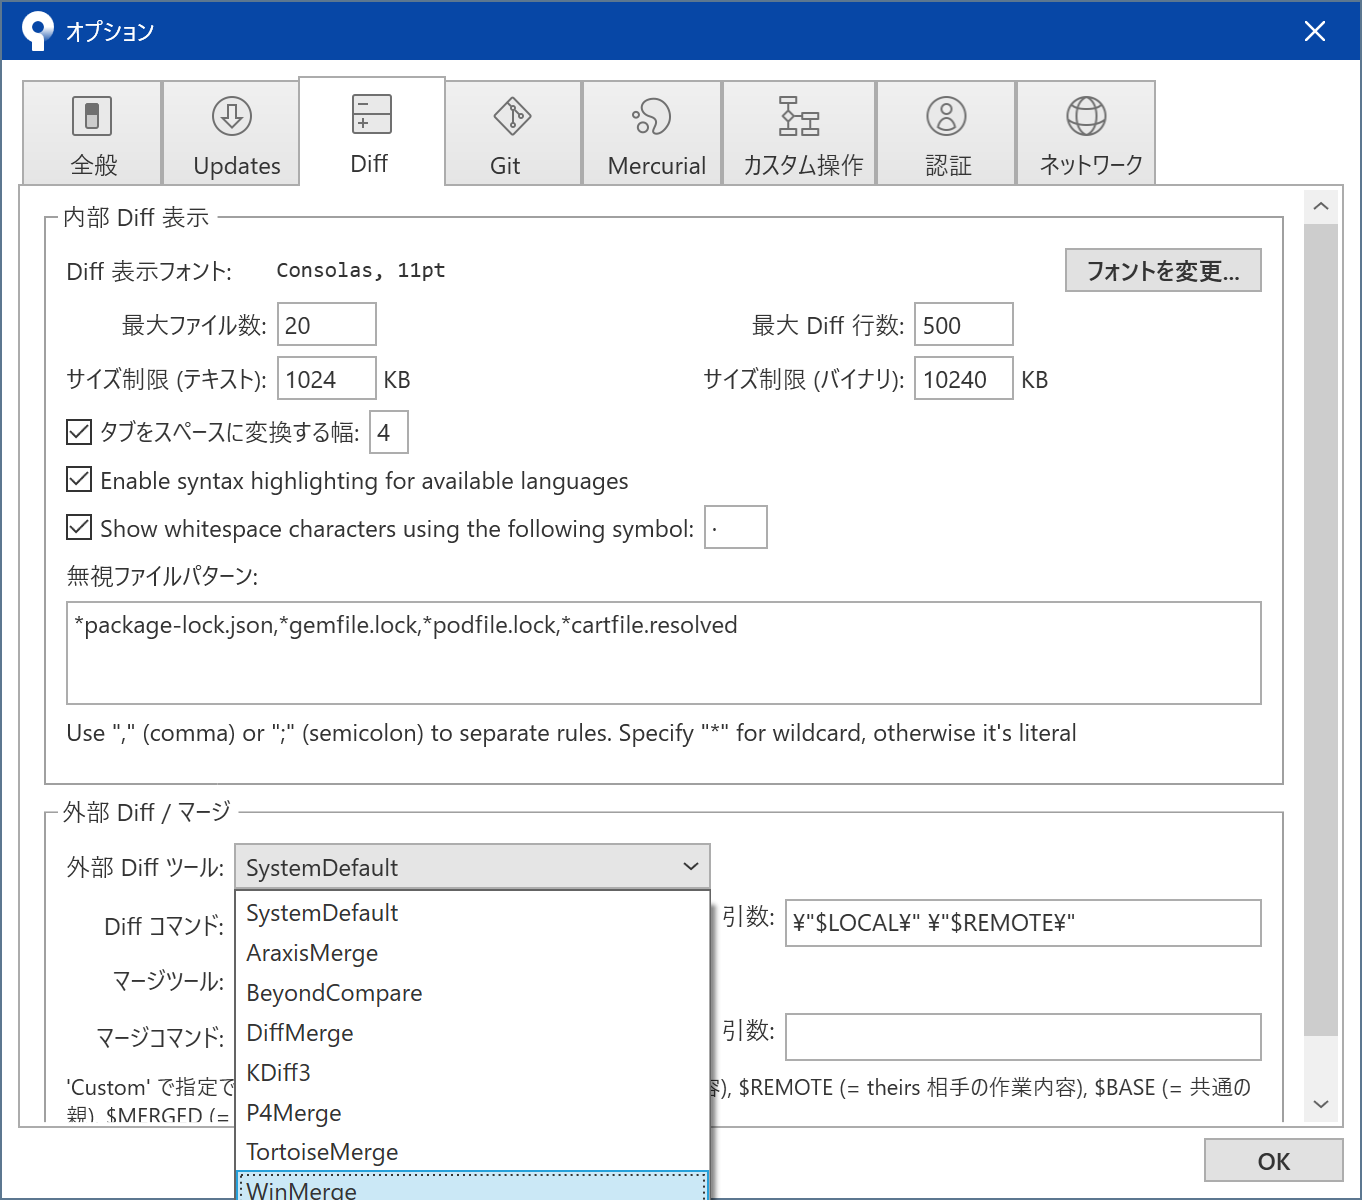 オプション
全般
Updates
Diff
Git
Mercurial
カスタム操作
認証
ネットワーク
内部 Diff 表示
Diff 表示フォント: Consolas, 11pt フォントを変更...
最大ファイル数: 20 最大 Diff 行数: 500
サイズ制限 (テキスト): 1024 KB サイズ制限 (バイナリ): 10240 KB
タブをスペースに変換する幅: 4
Enable syntax highlighting for available languages
Show whitespace characters using the following symbol: ·
無視ファイルパターン:
*package-lock.json,*gemfile.lock,*podfile.lock,*cartfile.resolved
Use "," (comma) or ";" (semicolon) to separate rules. Specify "*" for wildcard, otherwise it's literal
外部 Diff / マージ
外部 Diff ツール: SystemDefault
SystemDefault
Diff コマンド: 引数: ¥"$LOCAL¥" ¥"$REMOTE¥"
AraxisMerge
マージツール:
BeyondCompare
DiffMerge
マージコマンド: 引数:
KDiff3
'Custom' で指定で 容), $REMOTE (= theirs 相手の作業内容), $BASE (= 共通の
親), $MERGED (=
P4Merge
TortoiseMerge
WinMerge
OK